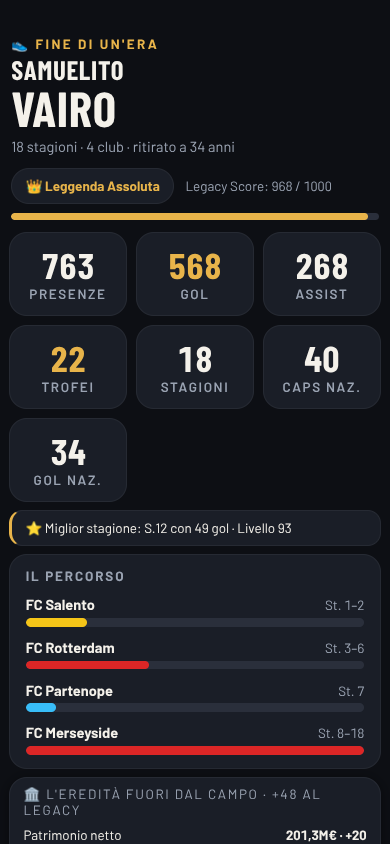 👟 FINE DI UN'ERA
SAMUELITO
VAIRO
18 stagioni · 4 club · ritirato a 34 anni
👑 Leggenda Assoluta Legacy Score: 968 / 1000
763 568 268
PRESENZE GOL ASSIST
22 18 40
TROFEI STAGIONI CAPS NAZ.
34
GOL NAZ.
⭐ Miglior stagione: S.12 con 49 gol · Livello 93
IL PERCORSO
FC Salento St. 1–2
FC Rotterdam St. 3–6
FC Partenope St. 7
FC Merseyside St. 8–18
🏛️ L'EREDITÀ FUORI DAL CAMPO · +48 AL
LEGACY
Patrimonio netto 201,3M€ · +20